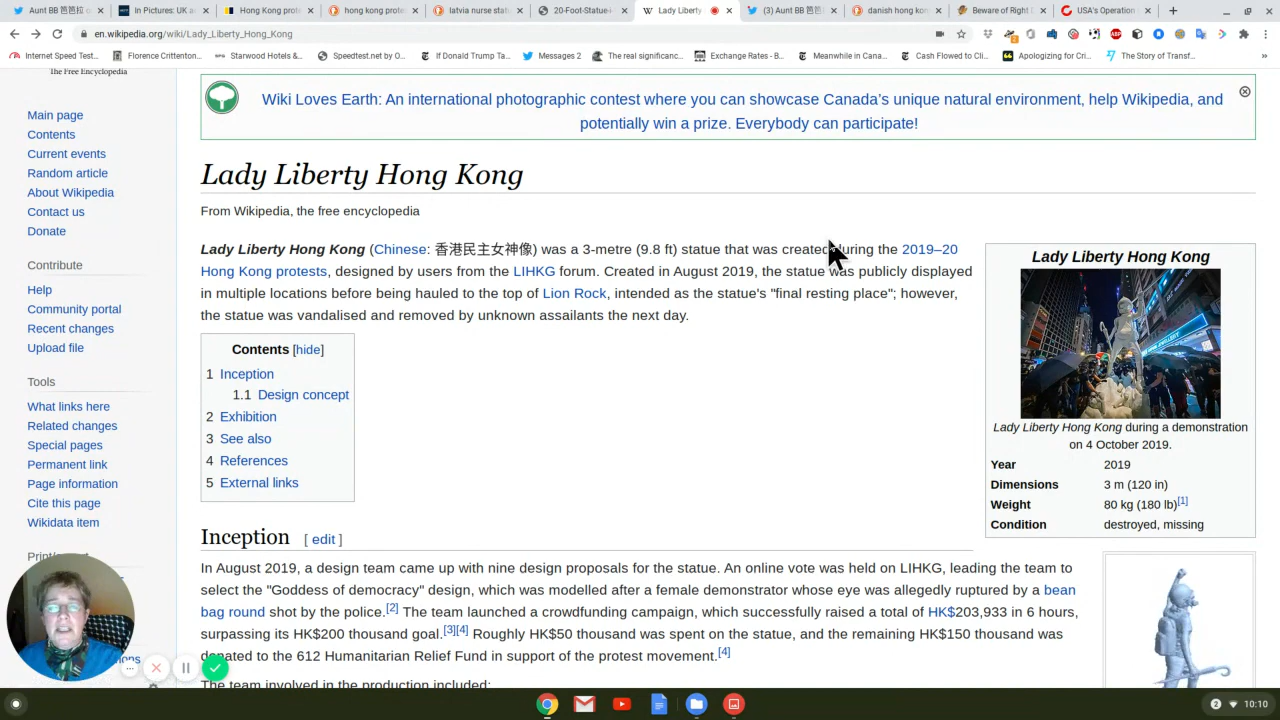 (3) Aunt BB 芭芭拉 c
In Pictures: UK a
Hong Kong prot
hong kong prote
latvia nurse stat
20-Foot-Statue-
Lady Liberty
(3) Aunt BB 芭芭
danish hong kon
Beware of Right
USA's Operation
en.wikipedia.org/wiki/Lady_Liberty_Hong_Kong
Internet Speed Test...
Florence Crittenton...
Starwood Hotels &...
Speedtest.net by O...
If Donald Trump Ta...
Messages 2
The real significanc...
Exchange Rates - B...
Meanwhile in Cana...
Cash Flowed to Cli...
Apologizing for Cri...
The Story of Transf...
»
The Free Encyclopedia
Main page
Contents
Current events
Random article
About Wikipedia
Contact us
Donate
Contribute
Help
Community portal
Recent changes
Upload file
Tools
What links here
Related changes
Special pages
Permanent link
Page information
Cite this page
Wikidata item
Wiki Loves Earth: An international photographic contest where you can showcase Canada's unique natural environment, help Wikipedia, and
potentially win a prize. Everybody can participate!
Lady Liberty Hong Kong
From Wikipedia, the free encyclopedia
Lady Liberty Hong Kong (Chinese: 香港民主女神像) was a 3-metre (9.8 ft) statue that was created during the 2019–20
Hong Kong protests, designed by users from the LIHKG forum. Created in August 2019, the statue was publicly displayed
in multiple locations before being hauled to the top of Lion Rock, intended as the statue's "final resting place"; however,
the statue was vandalised and removed by unknown assailants the next day.
Contents [hide]
1 Inception
1.1 Design concept
2 Exhibition
3 See also
4 References
5 External links
Lady Liberty Hong Kong
Lady Liberty Hong Kong during a demonstration
on 4 October 2019.
Year 2019
Dimensions 3 m (120 in)
Weight 80 kg (180 lb)[1]
Condition destroyed, missing
Inception [ edit ]
In August 2019, a design team came up with nine design proposals for the statue. An online vote was held on LIHKG, leading the team to
select the "Goddess of democracy" design, which was modelled after a female demonstrator whose eye was allegedly ruptured by a bean
bag round shot by the police.[2] The team launched a crowdfunding campaign, which successfully raised a total of HK$203,933 in 6 hours,
surpassing its HK$200 thousand goal.[3][4] Roughly HK$50 thousand was spent on the statue, and the remaining HK$150 thousand was
donated to the 612 Humanitarian Relief Fund in support of the protest movement.[4]
The team involved in the production included:
2
10:10